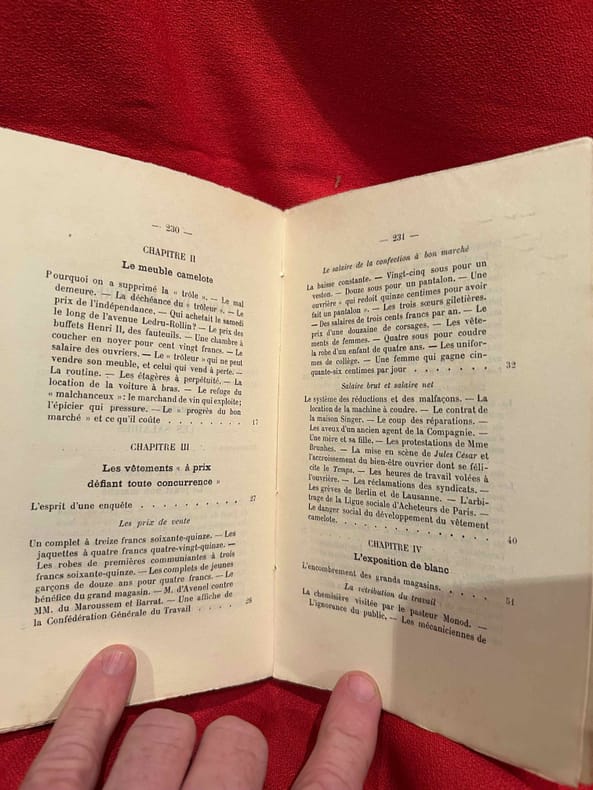 — 230 —
CHAPITRE II
Le meuble camelote
Pourquoi on a supprimé la « trôle ». — Le mal
demeure. — La déchéance du « trôleur ». — Le
prix de l'indépendance. — Qui achetait le samedi
le long de l'avenue Ledru-Rollin? — Le prix des
buffets Henri II, des fauteuils. — Une chambre à
coucher en noyer pour cent vingt francs. — Le
salaire des ouvriers. — Le « trôleur » qui ne peut
vendre son meuble, et celui qui vend à perte. —
La routine. — Les étagères à perpétuité. — La
location de la voiture à bras. — Le refuge du
« malchanceux »: le marchand de vin qui exploite;
l'épicier qui pressure. — Le « progrès du bon
marché » et ce qu'il coûte . . . . . . . . . 17
CHAPITRE III
Les vêtements « à prix
défiant toute concurrence »
L'esprit d'une enquête . . . . . . . . . . 27
Les prix de vente
Un complet à treize francs soixante-quinze. — Les
jaquettes à quatre francs quatre-vingt-quinze. —
Les robes de premières communiantes à trois
francs soixante-quinze. — Les complets de jeunes
garçons de douze ans pour quatre francs. — Le
bénéfice du grand magasin. — M. d'Avenel contre
MM. du Maroussem et Barrat. — Une affiche de
la Confédération Générale du Travail . . . . 28
— 231 —
Le salaire de la confection à bon marché
La baisse constante. — Vingt-cinq sous pour un
veston. — Douze sous pour un pantalon. — Une
ouvrière « qui redoit quinze centimes pour avoir
fait un pantalon ». — Les trois sœurs giletières.
— Des salaires de trois cents francs par an. — Le
prix d'une douzaine de corsages. — Les vête-
ments de femmes. — Quatre sous pour coudre
la robe d'un enfant de quatre ans. — Les unifor-
mes de collège. — Une femme qui gagne cin-
quante-six centimes par jour . . . . . . . 32
Salaire brut et salaire net
Le système des réductions et des malfaçons. — La
location de la machine à coudre. — Le contrat de
la maison Singer. — Le coup des réparations. —
Les aveux d'un ancien agent de la Compagnie. —
Une mère et sa fille. — Les protestations de Mme
Brunhes. — La mise en scène de Jules César et
l'accroissement du bien-être ouvrier dont se féli-
cite le Temps. — Les heures de travail volées à
l'ouvrière. — Les réclamations des syndicats. —
Les grèves de Berlin et de Lausanne. — L'arbi-
trage de la Ligue sociale d'Acheteurs de Paris. —
Le danger social du développement du vêtement
camelote. . . . . . . . . . . . . . . . 40
CHAPITRE IV
L'exposition de blanc
L'encombrement des grands magasins. . . . . 51
La rétribution du travail
La chemisière visitée par le pasteur Monod. —
L'ignorance du public. — Les mécaniciennes de